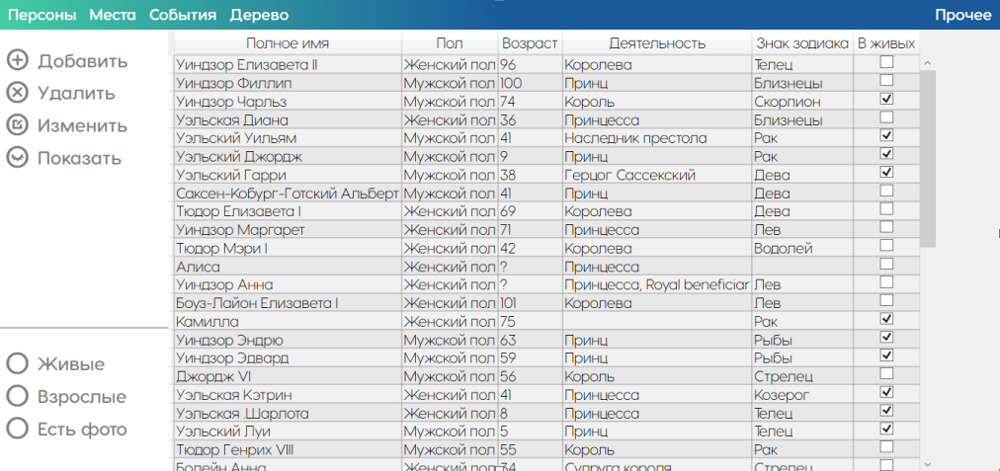 Персоны Места События Дерево Прочее
Добавить
Удалить
Изменить
Показать
Живые
Взрослые
Есть фото
Полное имя Пол Возраст Деятельность Знак зодиака В живых
Уиндзор Елизавета II Женский пол 96 Королева Телец
Уиндзор Филлип Мужской пол 100 Принц Близнецы
Уиндзор Чарльз Мужской пол 74 Король Скорпион
Уэльская Диана Женский пол 36 Принцесса Близнецы
Уэльский Уильям Мужской пол 41 Наследник престола Рак
Уэльский Джордж Мужской пол 9 Принц Рак
Уэльский Гарри Мужской пол 38 Герцог Сассекский Дева
Саксен-Кобург-Готский Альберт Мужской пол 41 Принц Дева
Тюдор Елизавета I Женский пол 69 Королева Дева
Уиндзор Маргарет Женский пол 71 Принцесса Лев
Тюдор Мэри I Женский пол 42 Королева Водолей
Алиса Женский пол ? Принцесса
Уиндзор Анна Женский пол ? Принцесса, Royal beneficiar Лев
Боуз-Лайон Елизавета I Женский пол 101 Королева Лев
Камилла Женский пол 75 Рак
Уиндзор Эндрю Мужской пол 63 Принц Рыбы
Уиндзор Эдвард Мужской пол 59 Принц Рыбы
Джордж VI Мужской пол 56 Король Стрелец
Уэльская Кэтрин Женский пол 41 Принцесса Козерог
Уэльская .Шарлота Женский пол 8 Принцесса Телец
Уэльский Луи Мужской пол 5 Принц Телец
Тюдор Генрих VIII Мужской пол 55 Король Рак
Болейн Анна Женский пол 34 Супруга короля Стрелец